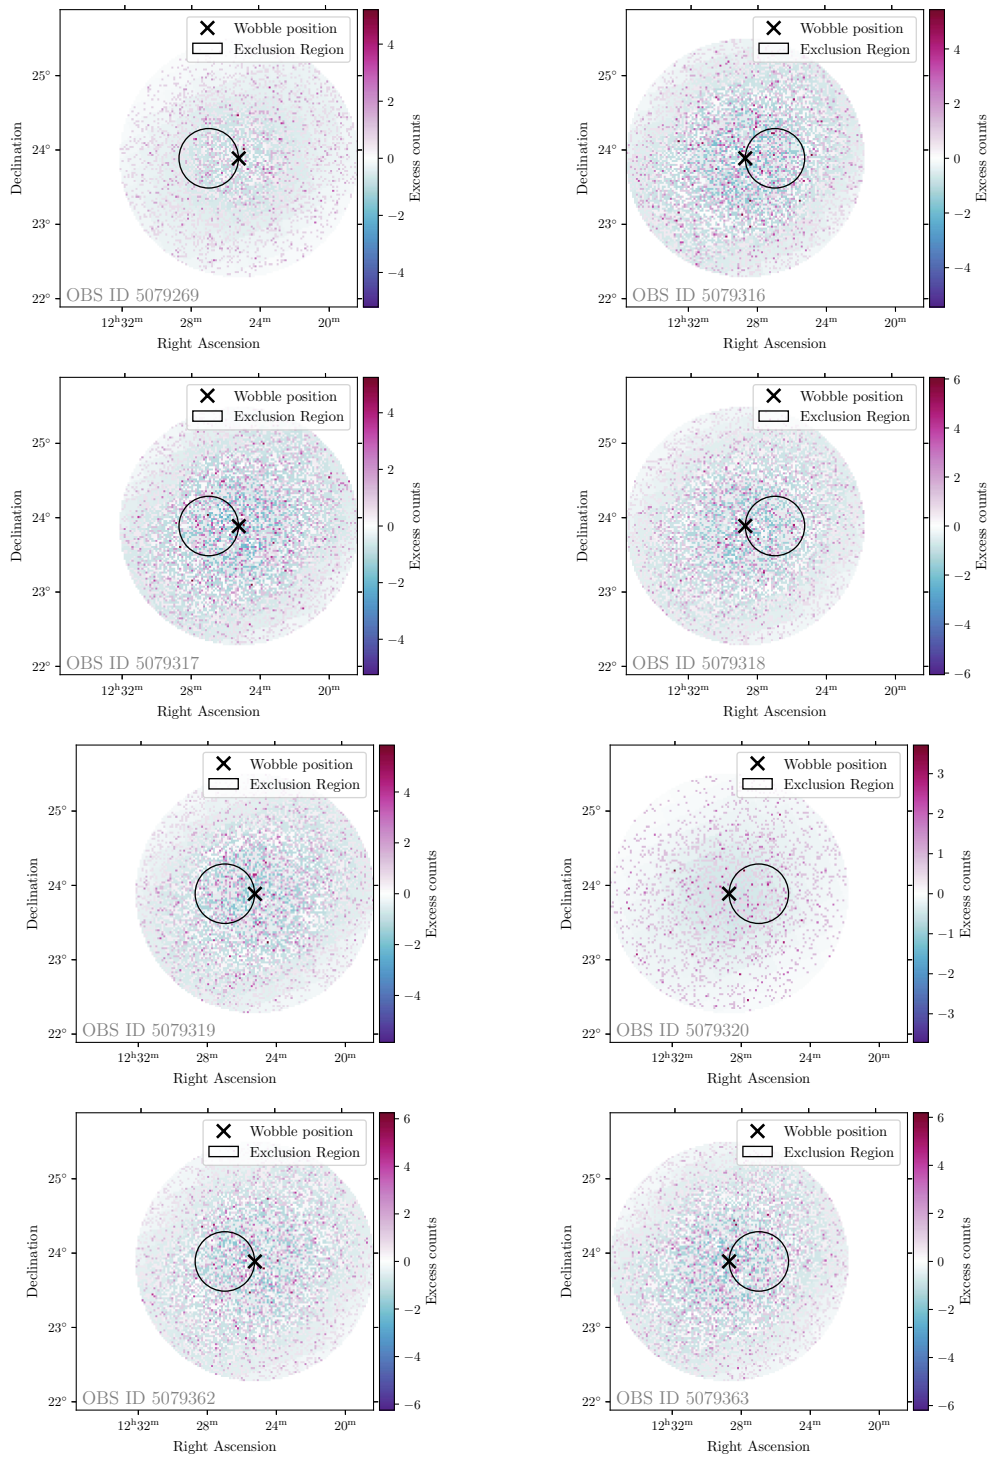 Wobble position
Exclusion Region
25°
24°
23°
22°
Declination
12ʰ32ᵐ 28ᵐ 24ᵐ 20ᵐ
Right Ascension
OBS ID 5079269
4
2
0
−2
−4
Excess counts
Wobble position
Exclusion Region
25°
24°
23°
22°
Declination
12ʰ32ᵐ 28ᵐ 24ᵐ 20ᵐ
Right Ascension
OBS ID 5079316
4
2
0
−2
−4
Excess counts
Wobble position
Exclusion Region
25°
24°
23°
22°
Declination
12ʰ32ᵐ 28ᵐ 24ᵐ 20ᵐ
Right Ascension
OBS ID 5079317
4
2
0
−2
−4
Excess counts
Wobble position
Exclusion Region
25°
24°
23°
22°
Declination
12ʰ32ᵐ 28ᵐ 24ᵐ 20ᵐ
Right Ascension
OBS ID 5079318
6
4
2
0
−2
−4
−6
Excess counts
Wobble position
Exclusion Region
25°
24°
23°
22°
Declination
12ʰ32ᵐ 28ᵐ 24ᵐ 20ᵐ
Right Ascension
OBS ID 5079319
4
2
0
−2
−4
Excess counts
Wobble position
Exclusion Region
25°
24°
23°
22°
Declination
12ʰ32ᵐ 28ᵐ 24ᵐ 20ᵐ
Right Ascension
OBS ID 5079320
3
2
1
0
−1
−2
−3
Excess counts
Wobble position
Exclusion Region
25°
24°
23°
22°
Declination
12ʰ32ᵐ 28ᵐ 24ᵐ 20ᵐ
Right Ascension
OBS ID 5079362
6
4
2
0
−2
−4
−6
Excess counts
Wobble position
Exclusion Region
25°
24°
23°
22°
Declination
12ʰ32ᵐ 28ᵐ 24ᵐ 20ᵐ
Right Ascension
OBS ID 5079363
6
4
2
0
−2
−4
−6
Excess counts